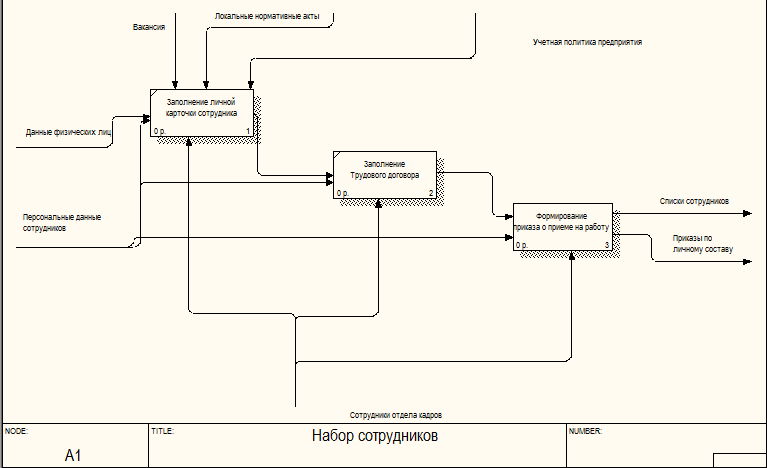 Локальные нормативные акты
Вакансия
Учетная политика предприятия
Заполнение личной
карточки сотрудника
0 р. 1
Данные физических лиц
Заполнение
Трудового договора
0 р. 2
Персональные данные
сотрудников
Формирование
приказа о приеме на работу
0 р. 3
Списки сотрудников
Приказы по
личному составу
Сотрудники отдела кадров
NODE:
A1
TITLE:
Набор сотрудников
NUMBER: